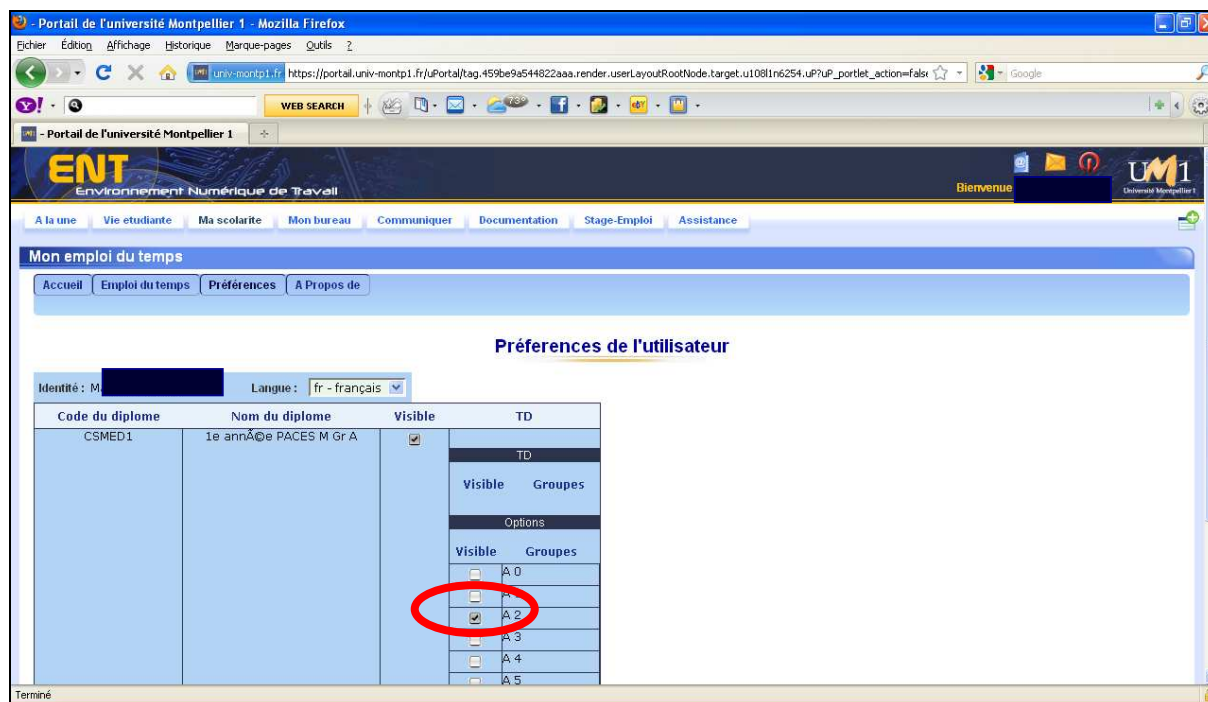 - Portail de l'université Montpellier 1 - Mozilla Firefox
Fichier Édition Affichage Historique Marque-pages Outils ?
univ-montp1.fr https://portail.univ-montp1.fr/uPortal/tag.459be9a544822aaa.render.userLayoutRootNode.target.u108l1n6254.uP?uP_portlet_action=false Google
WEB SEARCH 73° eBY
- Portail de l'université Montpellier 1
ENT
Environnement Numérique de Travail
Bienvenue
UM1
Université Montpellier 1
A la une Vie etudiante Ma scolarite Mon bureau Communiquer Documentation Stage-Emploi Assistance
Mon emploi du temps
Accueil Emploi du temps Préférences A Propos de
Préferences de l'utilisateur
Identité : M. Langue : fr - français
Code du diplome Nom du diplome Visible TD
CSMED1 1e annÃ©e PACES M Gr A
TD
Visible Groupes
Options
Visible Groupes
A 0
A 2
A 3
A 4
A 5
Terminé